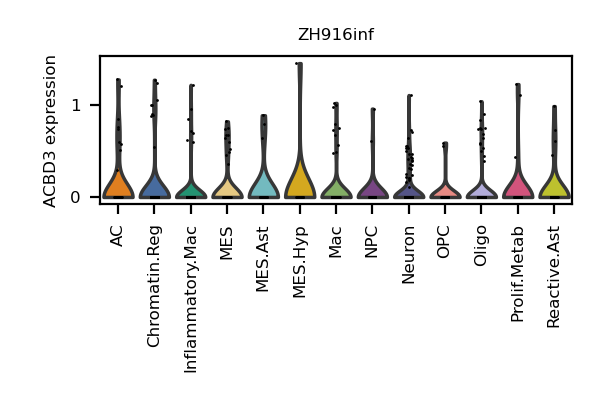 ZH916inf
ACBD3 expression
1
0
AC
Chromatin.Reg
Inflammatory.Mac
MES
MES.Ast
MES.Hyp
Mac
NPC
Neuron
OPC
Oligo
Prolif.Metab
Reactive.Ast